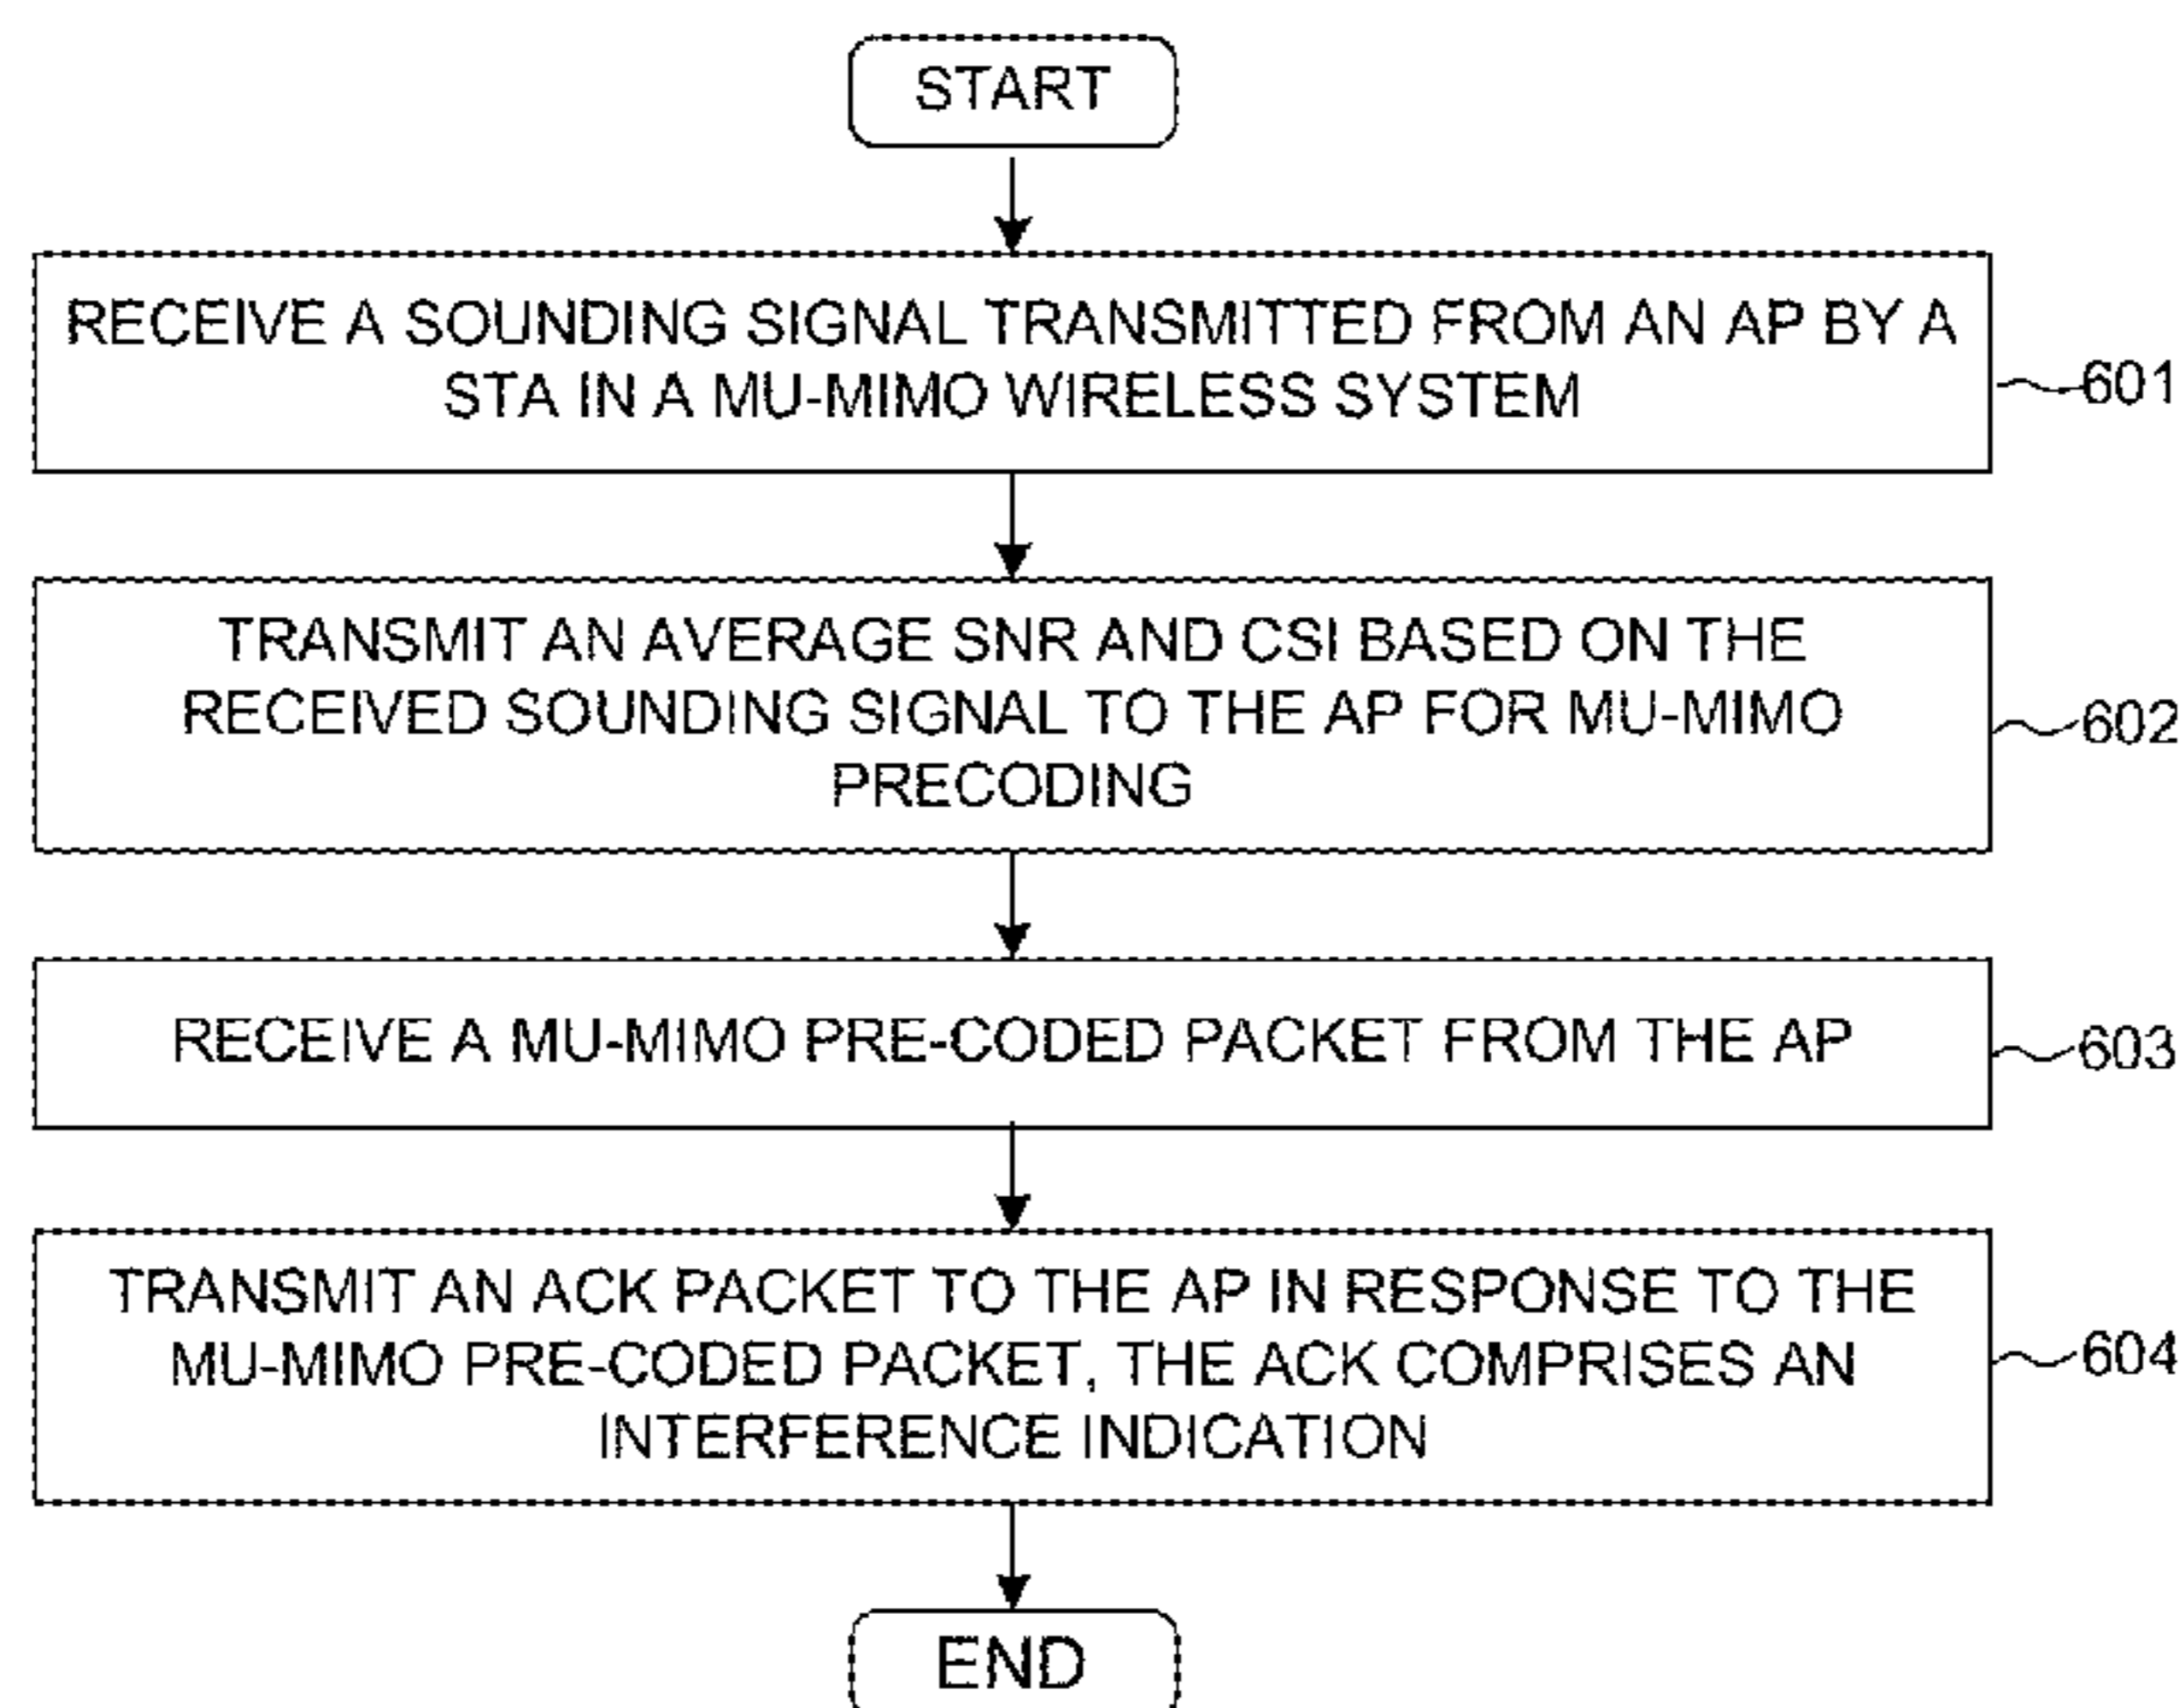 START
RECEIVE A SOUNDING SIGNAL TRANSMITTED FROM AN AP BY A
STA IN A MU-MIMO WIRELESS SYSTEM
601
TRANSMIT AN AVERAGE SNR AND CSI BASED ON THE
RECEIVED SOUNDING SIGNAL TO THE AP FOR MU-MIMO
PRECODING
602
RECEIVE A MU-MIMO PRE-CODED PACKET FROM THE AP
603
TRANSMIT AN ACK PACKET TO THE AP IN RESPONSE TO THE
MU-MIMO PRE-CODED PACKET, THE ACK COMPRISES AN
INTERFERENCE INDICATION
604
END